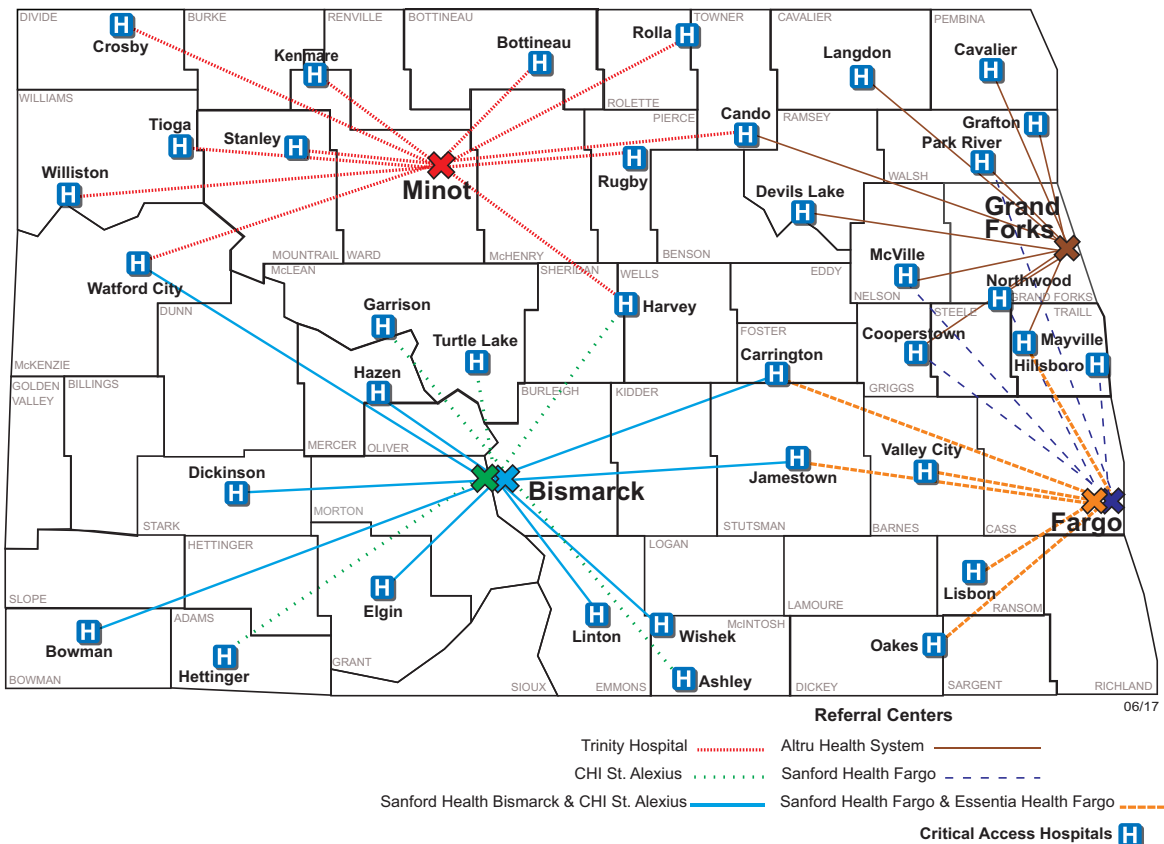 DIVIDE
BURKE
RENVILLE
BOTTINEAU
TOWNER
CAVALIER
PEMBINA
H
Crosby
Kenmare
H
Bottineau
H
Rolla
H
Langdon
H
Cavalier
H
WILLIAMS
ROLETTE
PIERCE
RAMSEY
Tioga
H
Stanley
H
Cando
H
Grafton
H
Park River
H
Williston
H
Minot
H
Rugby
Devils Lake
H
WALSH
Grand
Forks
MOUNTRAIL
WARD
McHENRY
BENSON
H
Watford City
McLEAN
SHERIDAN
WELLS
EDDY
McVille
H
NELSON
Northwood
H
GRAND FORKS
DUNN
Garrison
H
H
Harvey
FOSTER
STEELE
TRAILL
Turtle Lake
H
Carrington
H
Cooperstown
H
H
Mayville
Hillsboro
H
McKENZIE
GOLDEN
VALLEY
BILLINGS
Hazen
H
BURLEIGH
KIDDER
GRIGGS
MERCER
OLIVER
Dickinson
H
Bismarck
H
Jamestown
Valley City
H
Fargo
STARK
MORTON
STUTSMAN
BARNES
CASS
HETTINGER
LOGAN
H
Elgin
H
Linton
H
Lisbon
SLOPE
LAMOURE
RANSOM
ADAMS
McINTOSH
H
Bowman
H
Wishek
Oakes
H
H
Hettinger
GRANT
H
Ashley
BOWMAN
SIOUX
EMMONS
DICKEY
SARGENT
RICHLAND
06/17
Referral Centers
Trinity Hospital
Altru Health System
CHI St. Alexius
Sanford Health Fargo
Sanford Health Bismarck & CHI St. Alexius
Sanford Health Fargo & Essentia Health Fargo
Critical Access Hospitals H